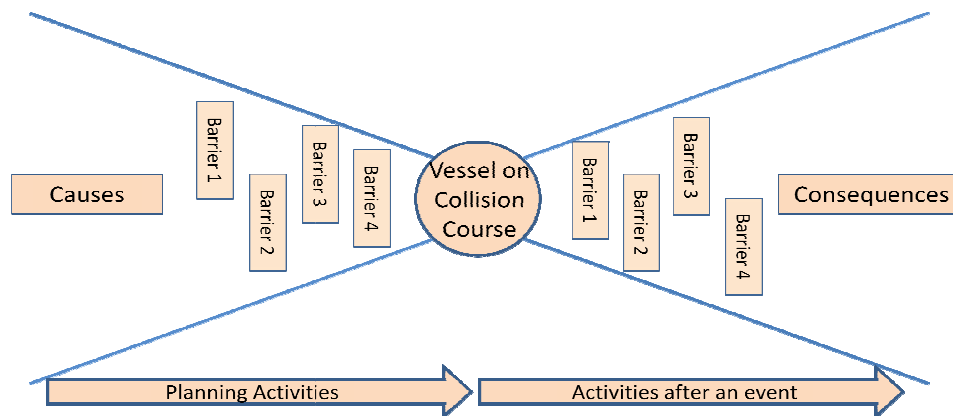 Causes
Barrier 1
Barrier 2
Barrier 3
Barrier 4
Vessel on
Collision
Course
Barrier 1
Barrier 2
Barrier 3
Barrier 4
Consequences
Planning Activities
Activities after an event